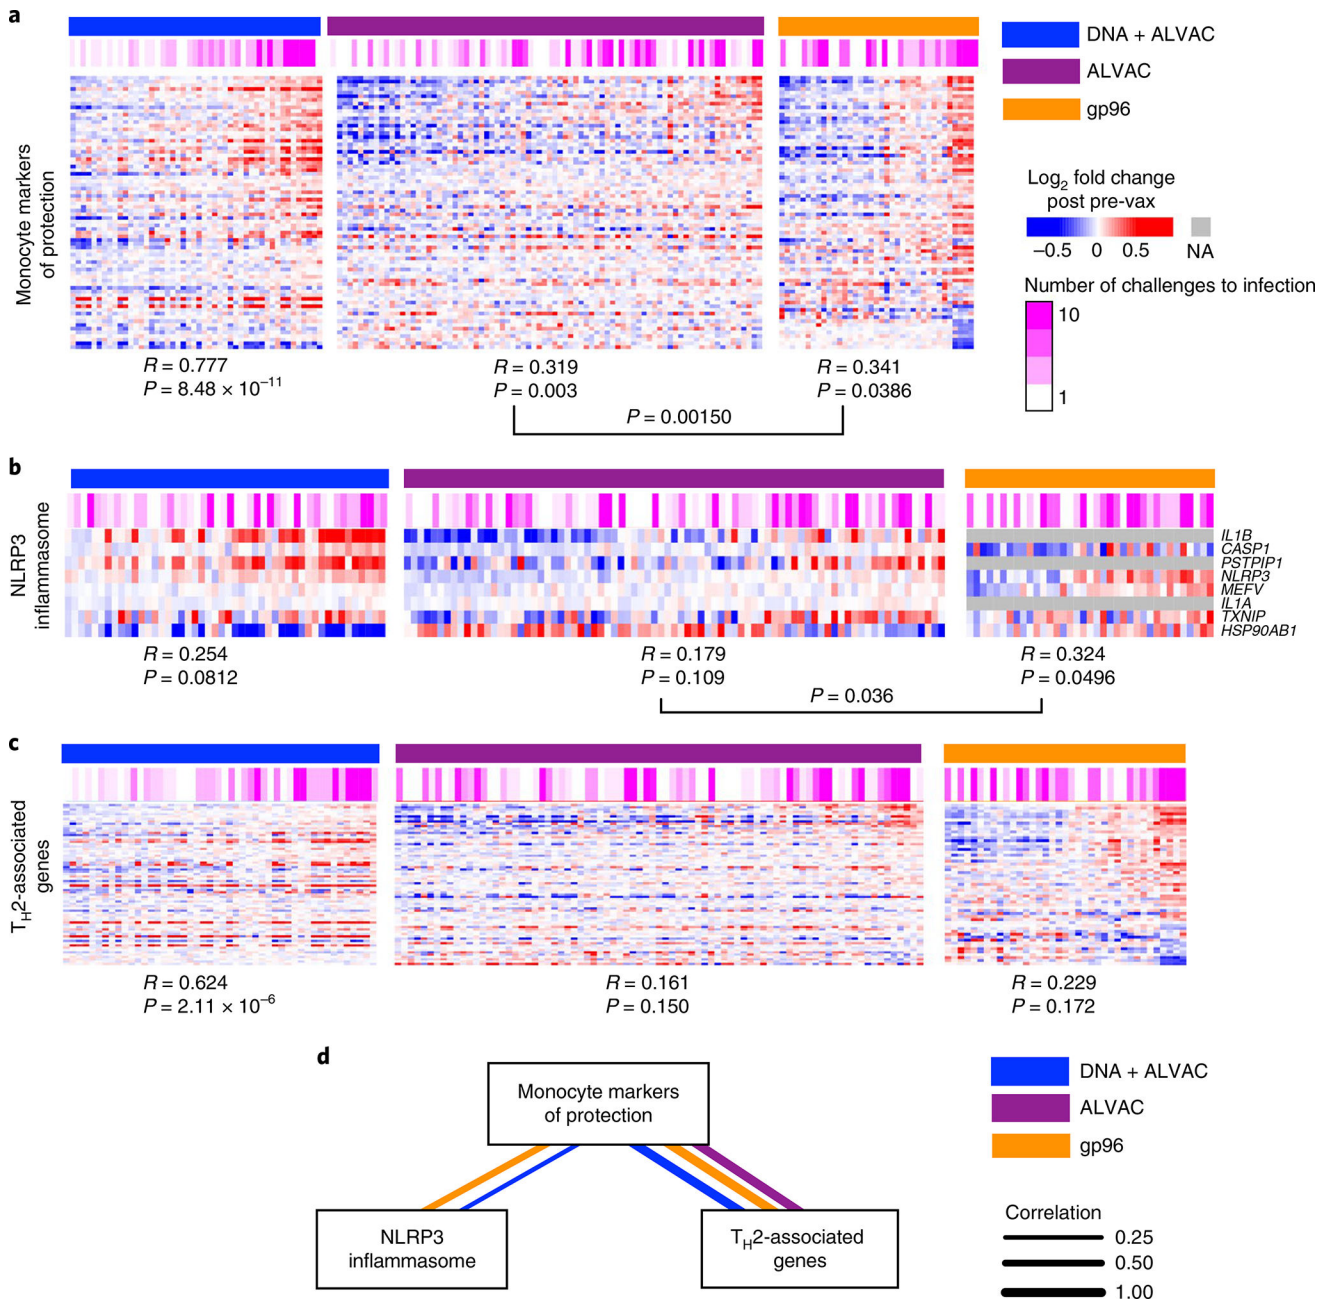 a
DNA + ALVAC
ALVAC
gp96
Monocyte markers
of protection
Log2 fold change
post pre-vax
−0.5 0 0.5 NA
Number of challenges to infection
10
1
R = 0.777
P = 8.48 × 10−11
R = 0.319
P = 0.003
R = 0.341
P = 0.0386
P = 0.00150
b
NLRP3
inflammasome
IL1B
CASP1
PSTPIP1
NLRP3
MEFV
IL1A
TXNIP
HSP90AB1
R = 0.254
P = 0.0812
R = 0.179
P = 0.109
R = 0.324
P = 0.0496
P = 0.036
c
TH2-associated
genes
R = 0.624
P = 2.11 × 10−6
R = 0.161
P = 0.150
R = 0.229
P = 0.172
d
Monocyte markers
of protection
NLRP3
inflammasome
TH2-associated
genes
DNA + ALVAC
ALVAC
gp96
Correlation
0.25
0.50
1.00